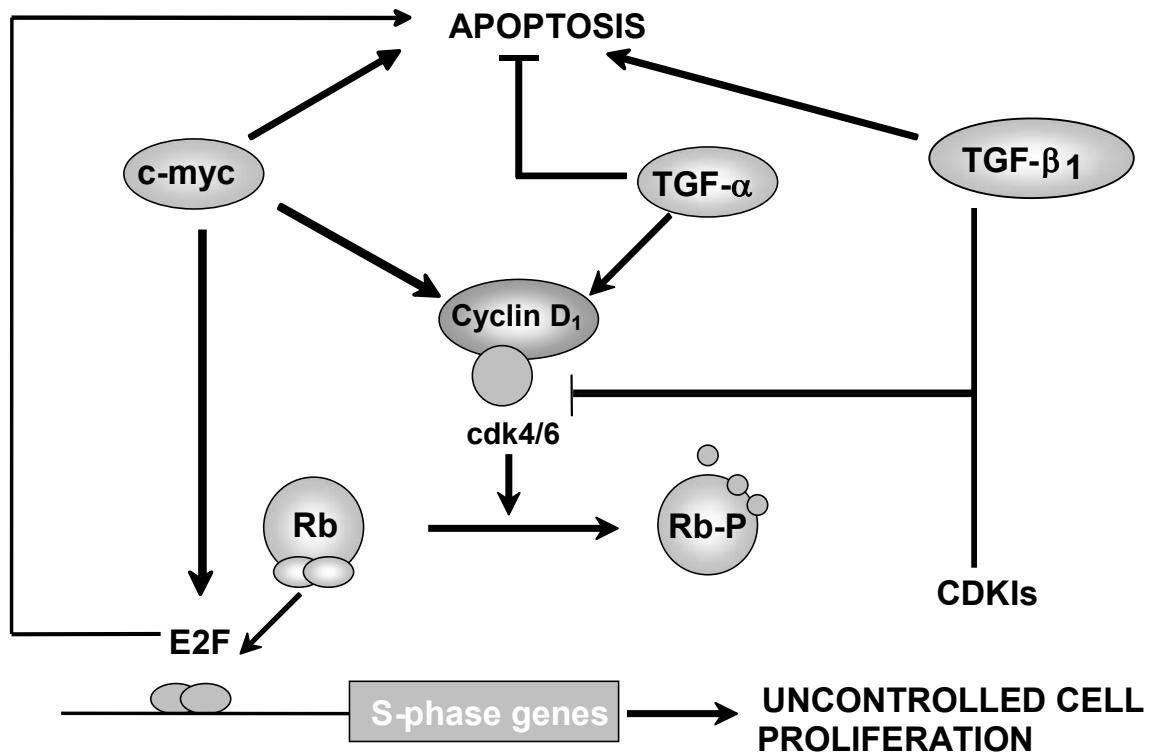 APOPTOSIS
c-myc
TGF-α
TGF-β1
Cyclin D1
cdk4/6
Rb
Rb-P
CDKIs
E2F
S-phase genes
UNCONTROLLED CELL
PROLIFERATION